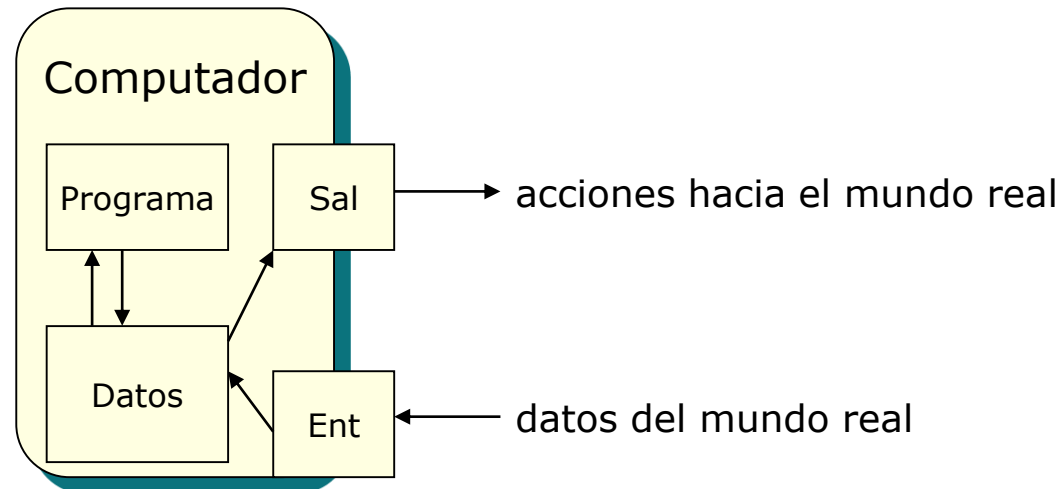 Computador
Programa
Sal
acciones hacia el mundo real
Datos
Ent
datos del mundo real